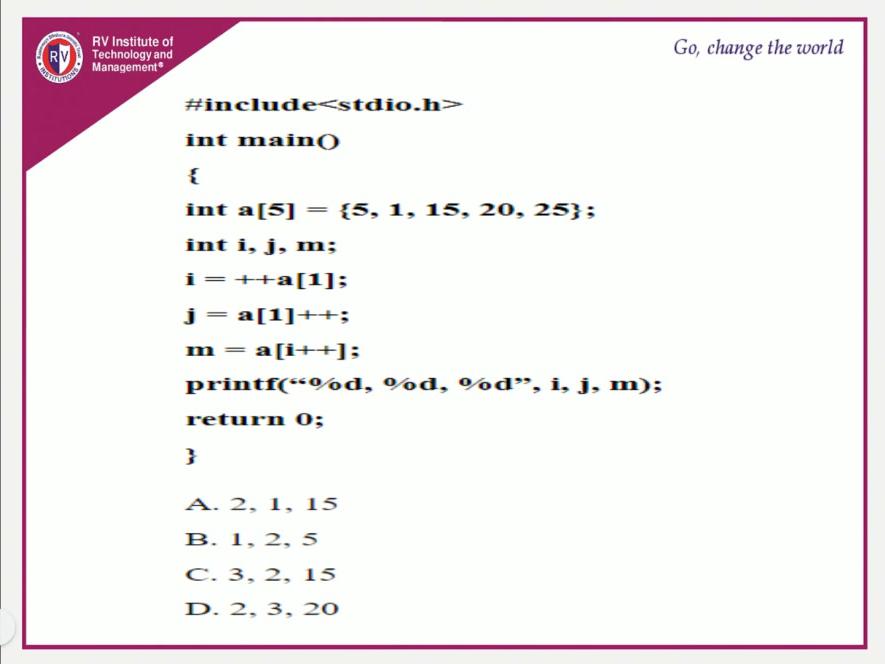 RV Institute of
Technology and
Management®
Go, change the world
#include<stdio.h>
int main()
{
int a[5] = {5, 1, 15, 20, 25};
int i, j, m;
i = ++a[1];
j = a[1]++;
m = a[i++];
printf(“%d, %d, %d”, i, j, m);
return 0;
}
A. 2, 1, 15
B. 1, 2, 5
C. 3, 2, 15
D. 2, 3, 20